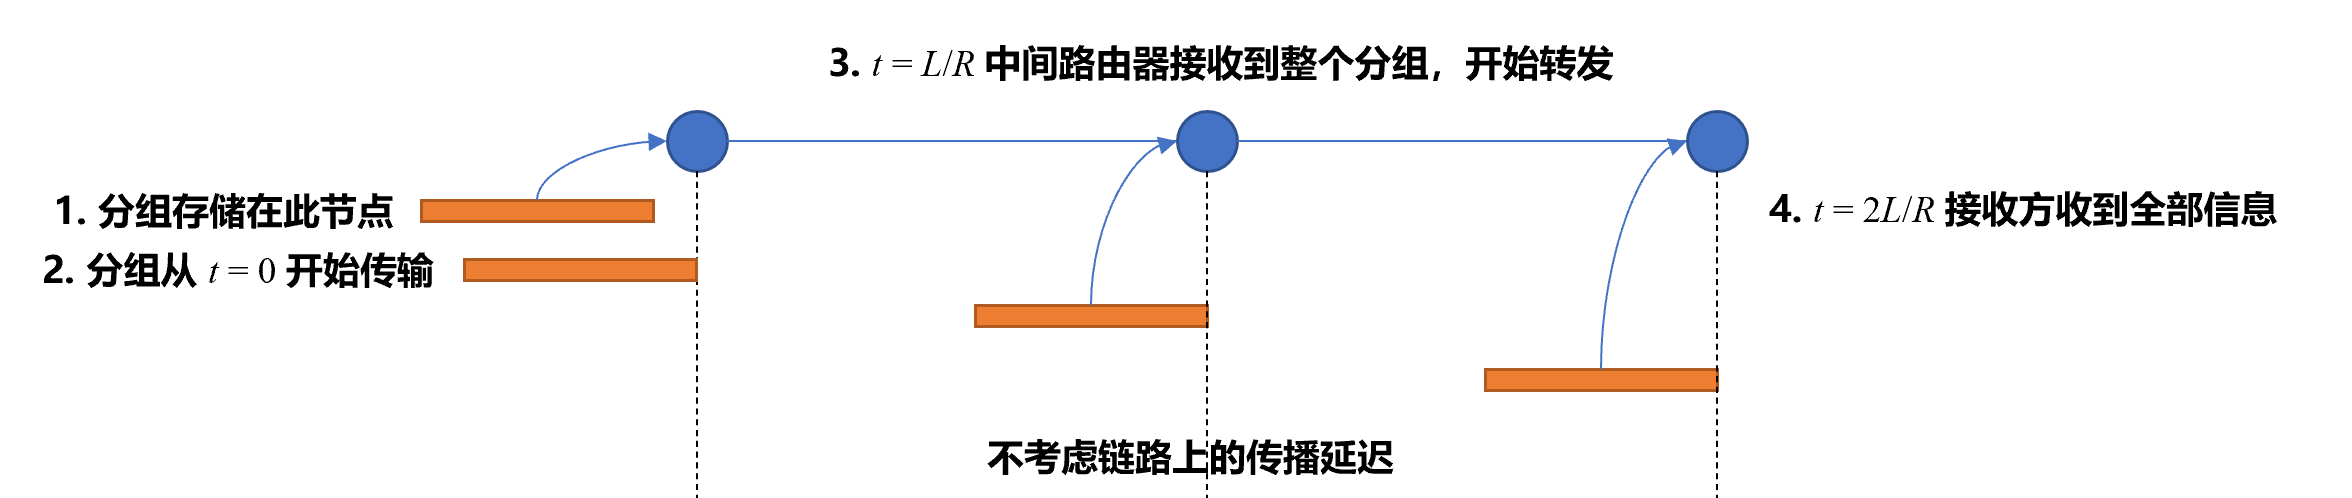 3. t = L/R 中间路由器接收到整个分组，开始转发
1. 分组存储在此节点
4. t = 2L/R 接收方收到全部信息
2. 分组从 t = 0 开始传输
不考虑链路上的传播延迟